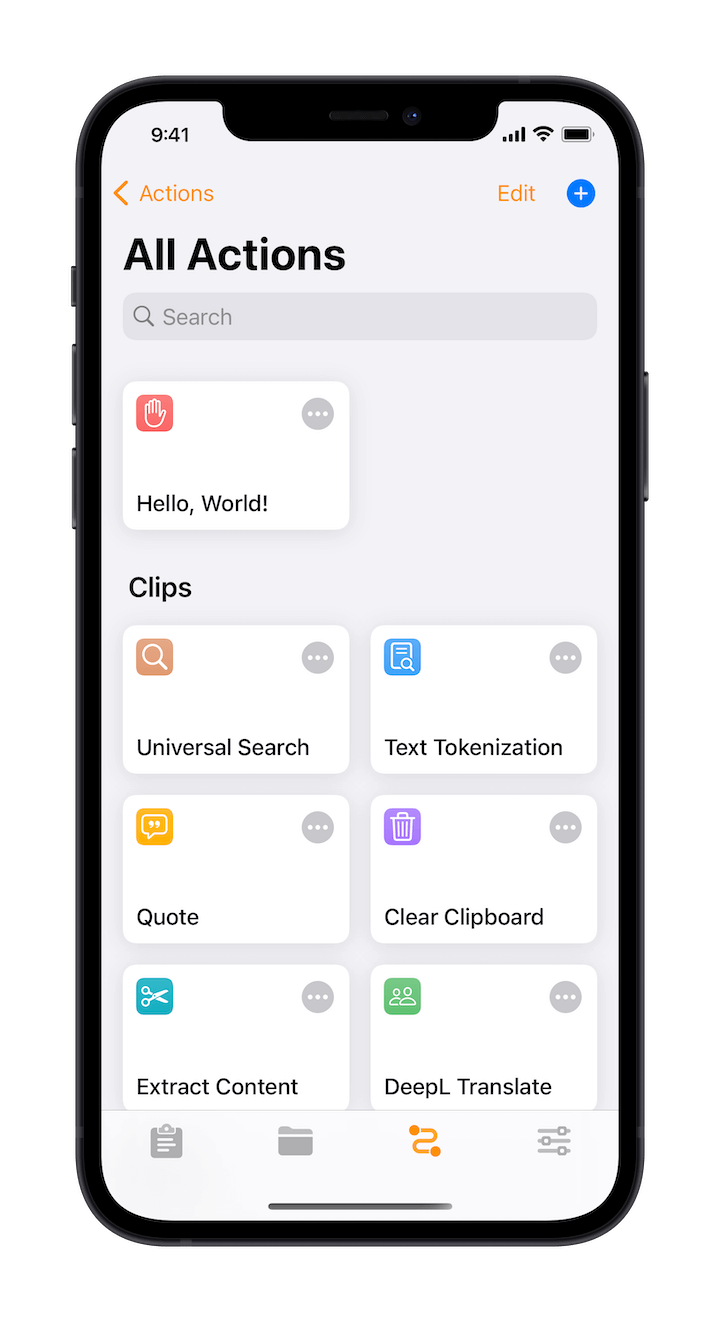 9:41
Actions Edit
All Actions
Search
Hello, World!
Clips
Universal Search Text Tokenization
Quote Clear Clipboard
Extract Content DeepL Translate